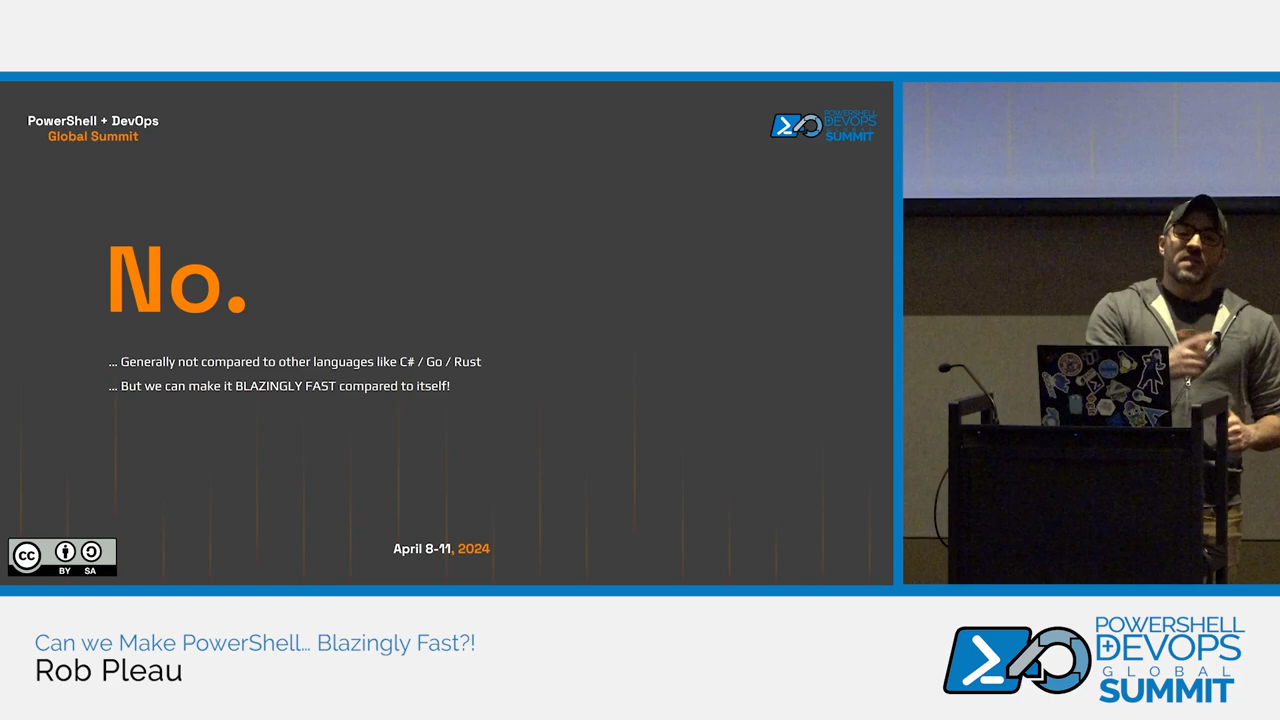 PowerShell + DevOps
Global Summit
POWERSHELL
DEVOPS
GLOBAL
SUMMIT
No.
... Generally not compared to other languages like C# / Go / Rust
... But we can make it BLAZINGLY FAST compared to itself!
April 8-11, 2024
cc
BY SA
Can we Make PowerShell... Blazingly Fast?!
Rob Pleau
POWERSHELL
DEVOPS
GLOBAL
SUMMIT